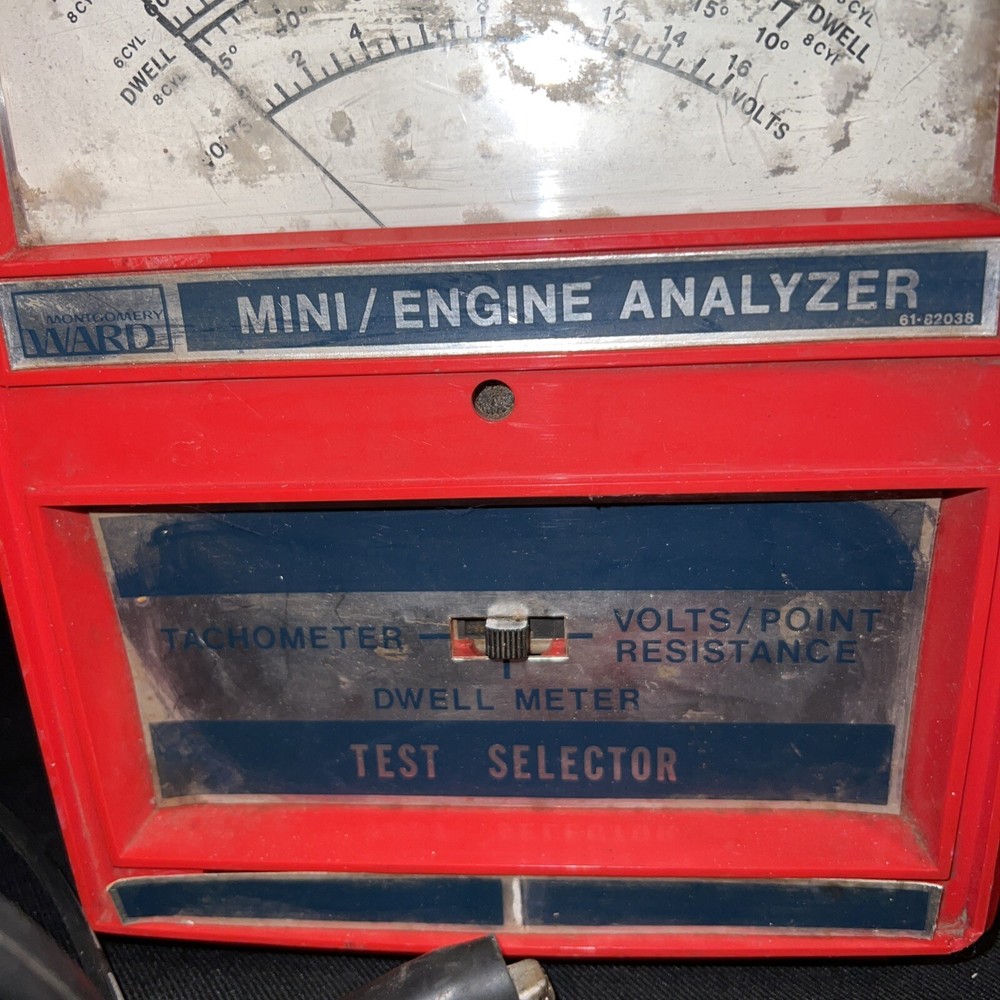 8CYL
6CYL
DWELL
8CYL
45°
40°
2
4
8
12
14
16
15°
10°
8CYL
DWELL
8CYL
VOLTS
VOLTS
MONTGOMERY
WARD
MINI/ENGINE ANALYZER
61-82038
TACHOMETER
VOLTS/POINT
RESISTANCE
DWELL METER
TEST SELECTOR